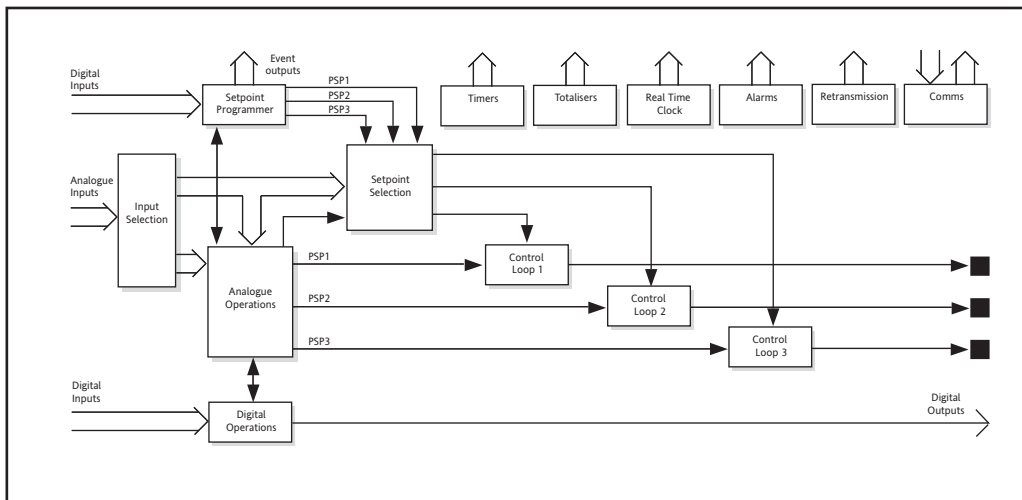 Digital
Inputs
Event
outputs
Setpoint
Programmer
PSP1
PSP2
PSP3
Timers
Totalisers
Real Time
Clock
Alarms
Retransmission
Comms
Analogue
Inputs
Input
Selection
Setpoint
Selection
Analogue
Operations
PSP1
PSP2
PSP3
Control
Loop 1
Control
Loop 2
Control
Loop 3
Digital
Inputs
Digital
Operations
Digital
Outputs